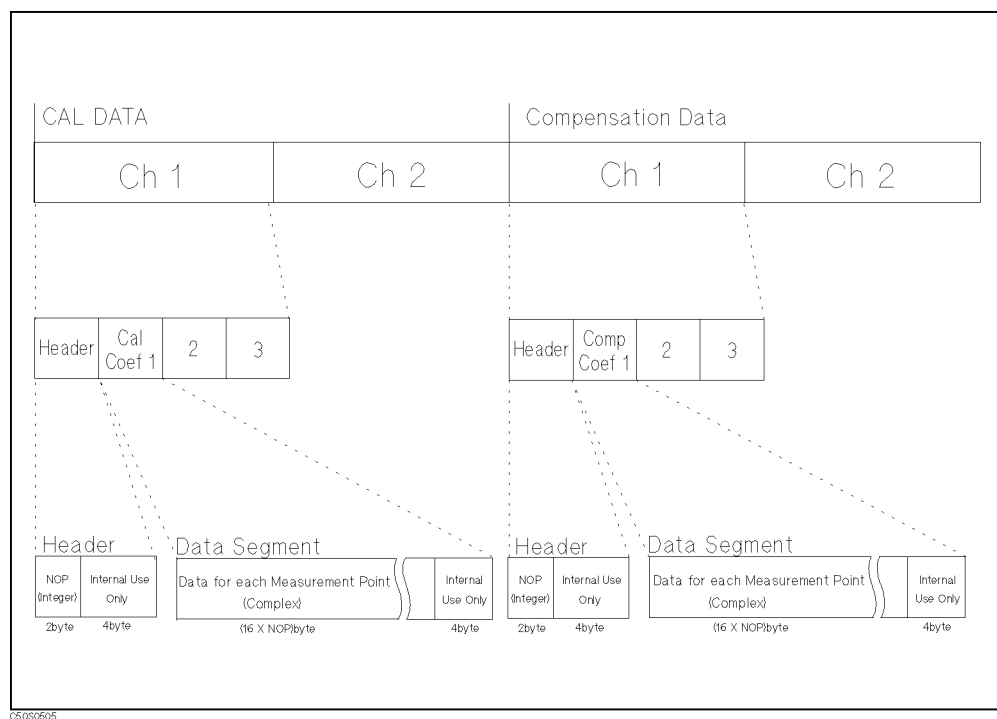 CAL DATA
Compensation Data
Ch 1
Ch 2
Ch 1
Ch 2
Header
Cal
Coef 1
2
3
Header
Comp
Coef 1
2
3
Header
Data Segment
Header
Data Segment
NOP
(Integer)
Internal Use
Only
Data for each Measurement Point
(Complex)
Internal
Use Only
NOP
(Integer)
Internal Use
Only
Data for each Measurement Point
(Complex)
Internal
Use Only
2byte
4byte
(16 X NOP)byte
4byte
2byte
4byte
(16 X NOP)byte
4byte
C50S0505